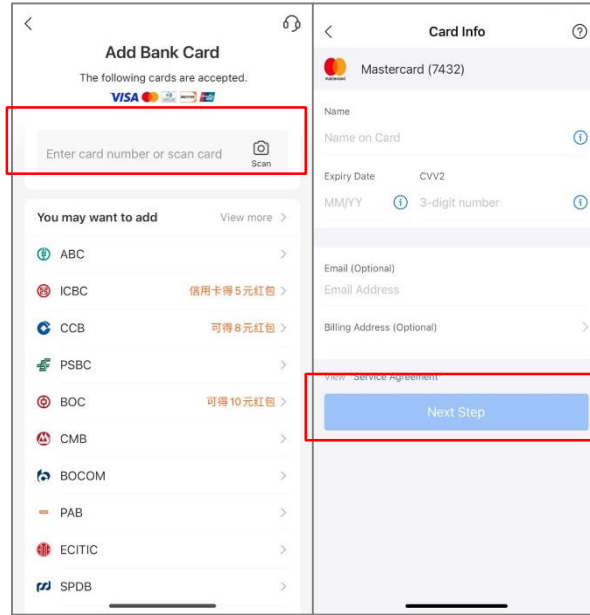 Add Bank Card
The following cards are accepted.
VISA
Enter card number or scan card
Scan
You may want to add View more
ABC
ICBC 信用卡得5元红包
CCB 可得8元红包
PSBC
BOC 可得10元红包
CMB
BOCOM
PAB
ECITIC
SPDB
Card Info
Mastercard (7432)
Name
Name on Card
Expiry Date CVV2
MM/YY 3-digit number
Email (Optional)
Email Address
Billing Address (Optional)
View Service Agreement
Next Step